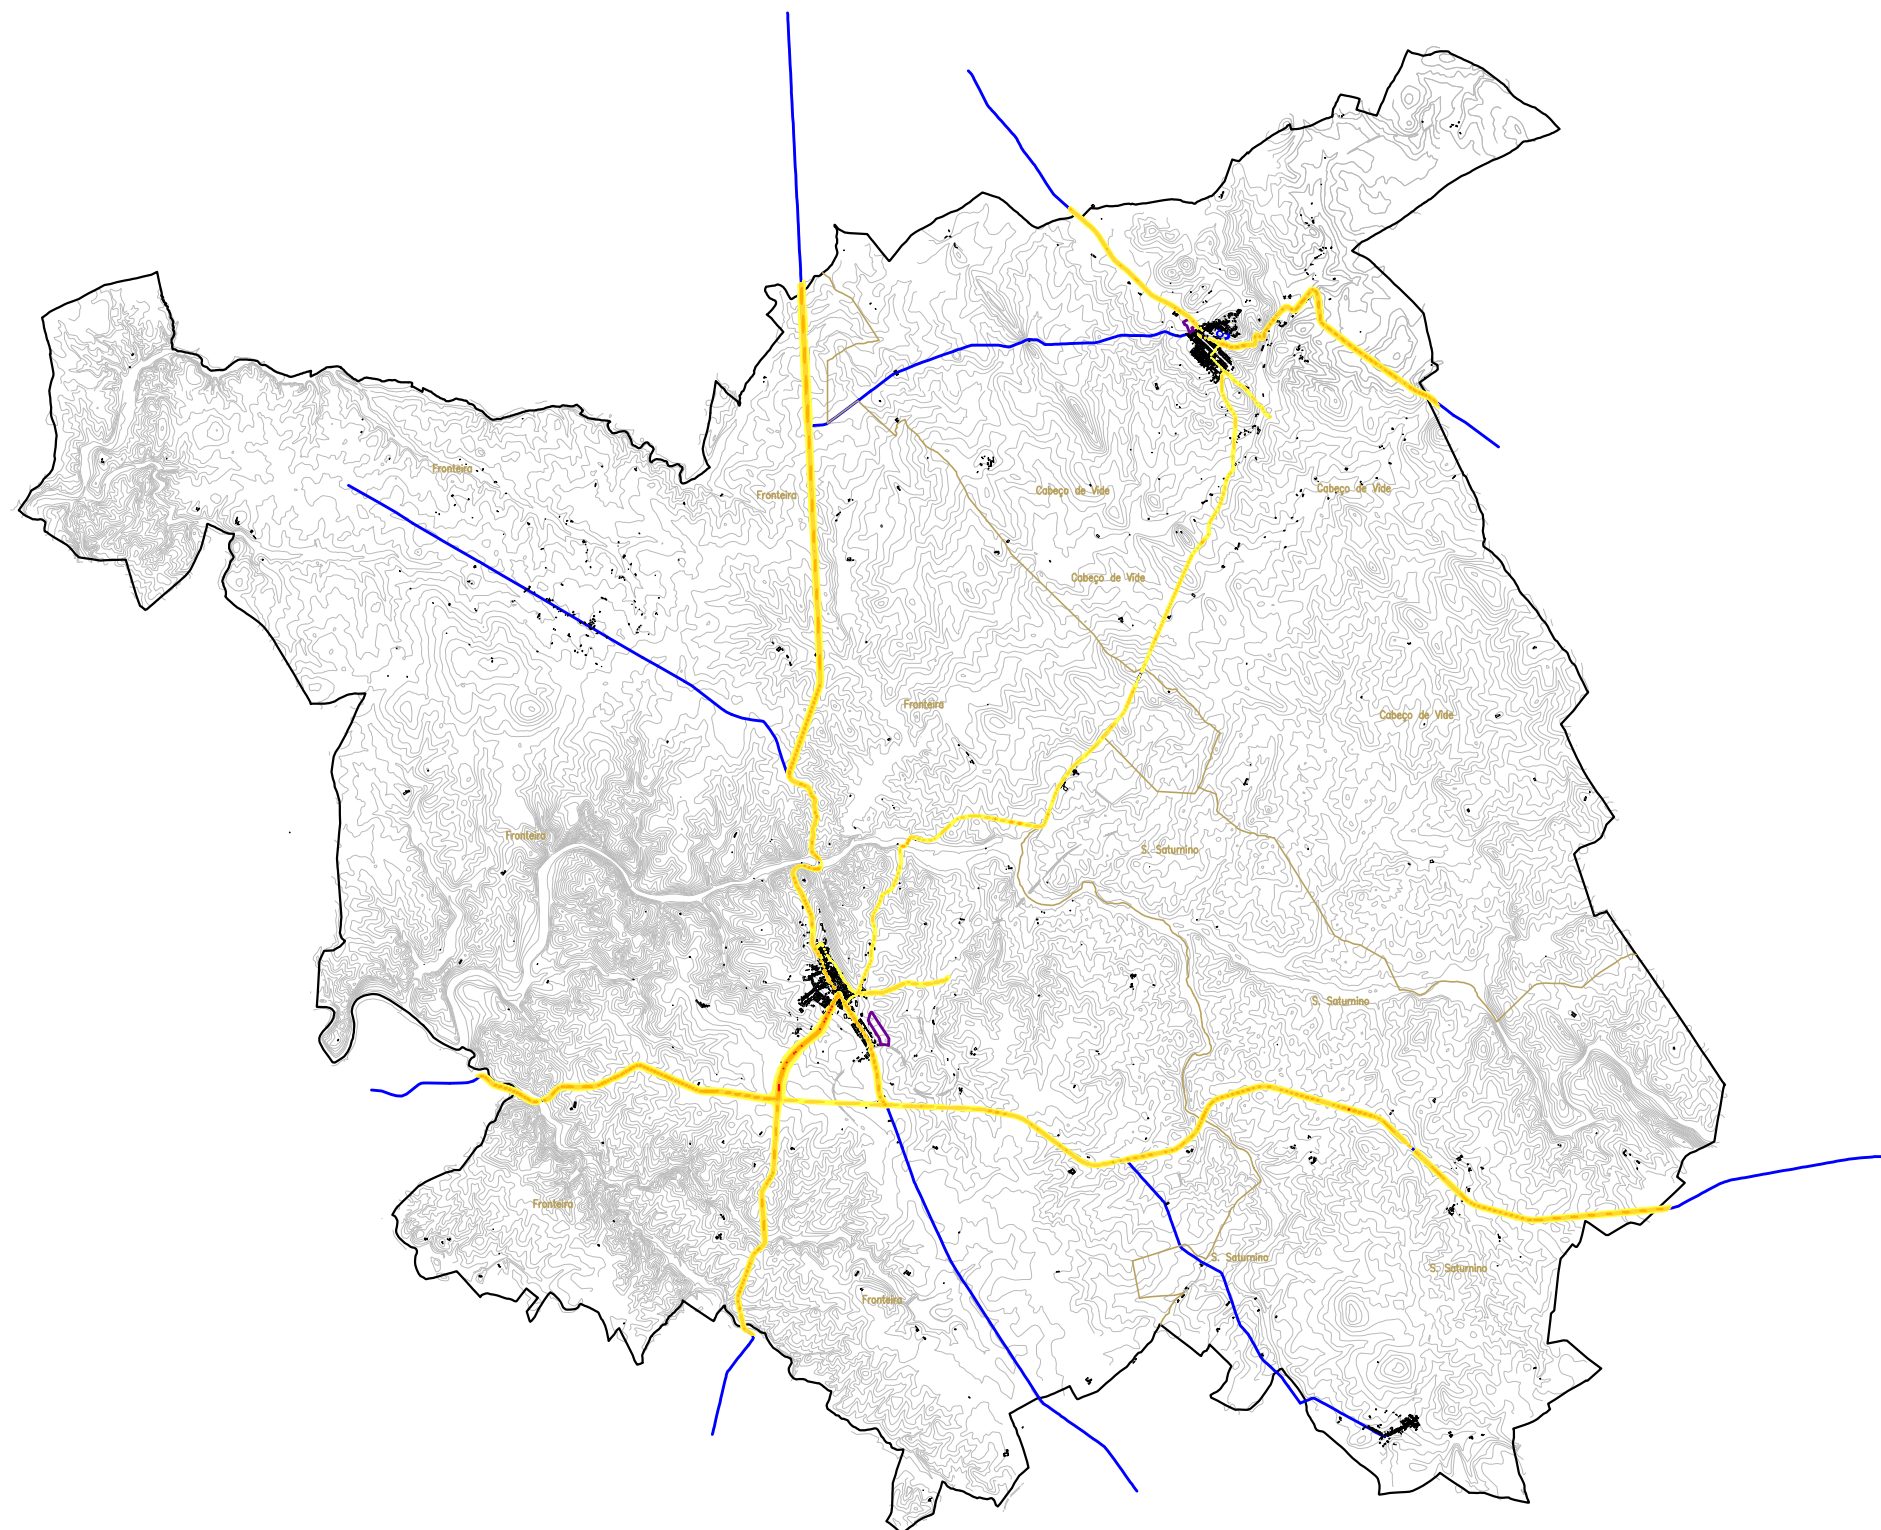 Fronteira
Fronteira
Cabeço de Vide
Cabeço de Vide
Cabeço de Vide
Fronteira
Cabeço de Vide
Fronteira
S. Saturnino
S. Saturnino
Fronteira
S. Saturnino
S. Saturnino
Fronteira